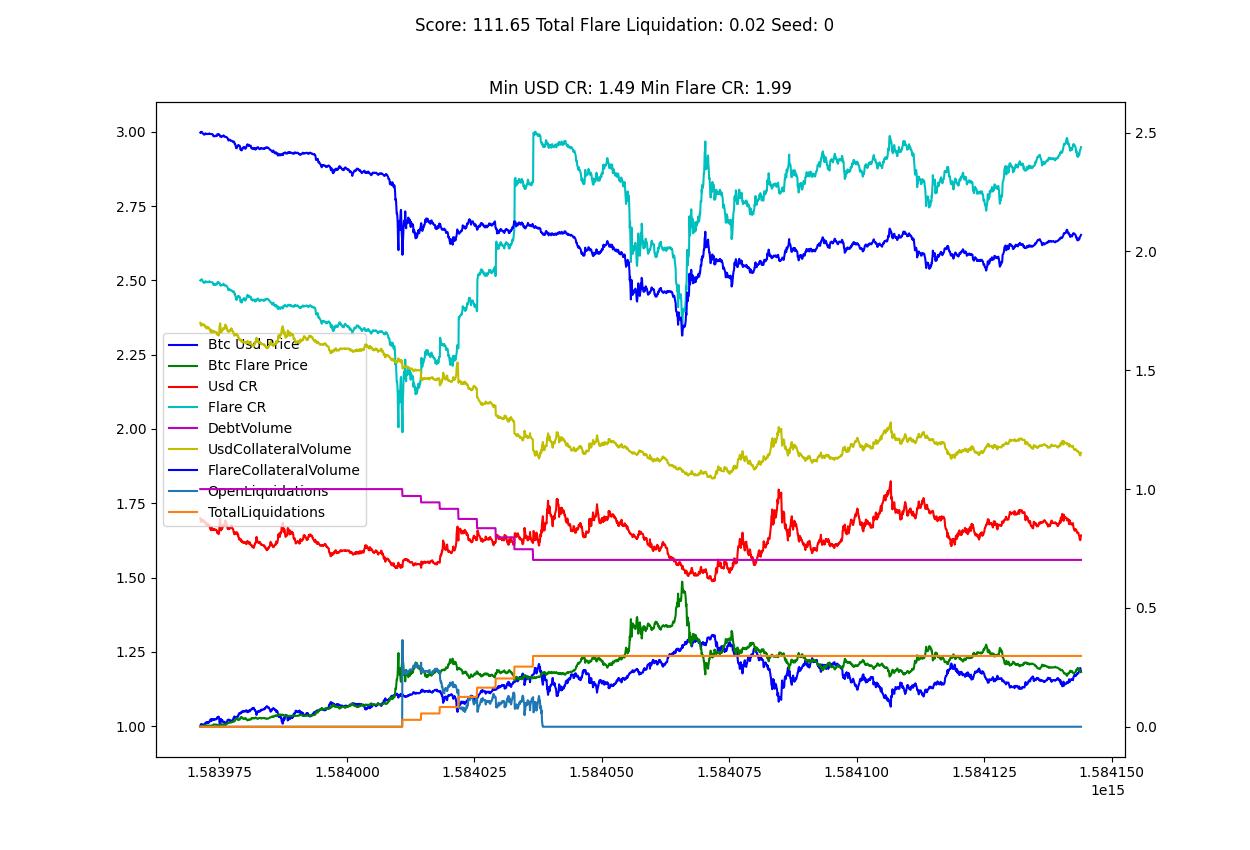 Score: 111.65 Total Flare Liquidation: 0.02 Seed: 0
Min USD CR: 1.49 Min Flare CR: 1.99
3.00
2.75
2.50
2.25
2.00
1.75
1.50
1.25
1.00
Btc Usd Price
Btc Flare Price
Usd CR
Flare CR
DebtVolume
UsdCollateralVolume
FlareCollateralVolume
OpenLiquidations
TotalLiquidations
2.5
2.0
1.5
1.0
0.5
0.0
1.583975 1.584000 1.584025 1.584050 1.584075 1.584100 1.584125 1.584150
1e15